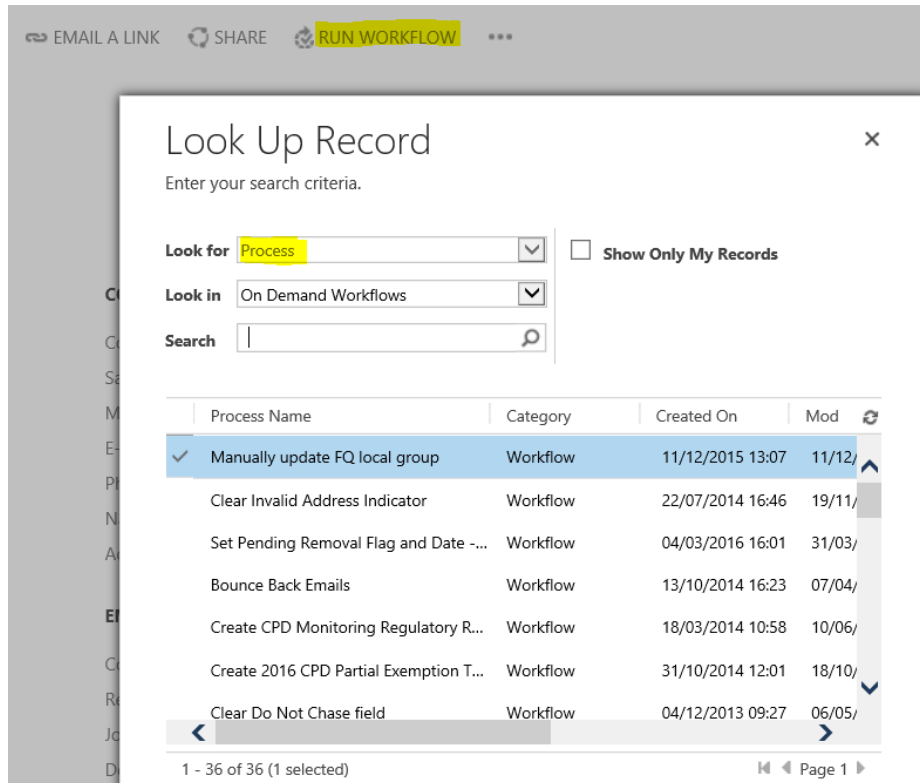 EMAIL A LINK SHARE RUN WORKFLOW •••
Look Up Record
Enter your search criteria.
Look for Process Show Only My Records
Look in On Demand Workflows
Search
Process Name Category Created On Mod
Manually update FQ local group Workflow 11/12/2015 13:07 11/12/
Clear Invalid Address Indicator Workflow 22/07/2014 16:46 19/11/
Set Pending Removal Flag and Date -... Workflow 04/03/2016 16:01 31/03/
Bounce Back Emails Workflow 13/10/2014 16:23 07/04/
Create CPD Monitoring Regulatory R... Workflow 18/03/2014 10:58 10/06/
Create 2016 CPD Partial Exemption T... Workflow 31/10/2014 12:01 18/10/
Clear Do Not Chase field Workflow 04/12/2013 09:27 06/05/
1 - 36 of 36 (1 selected) Page 1